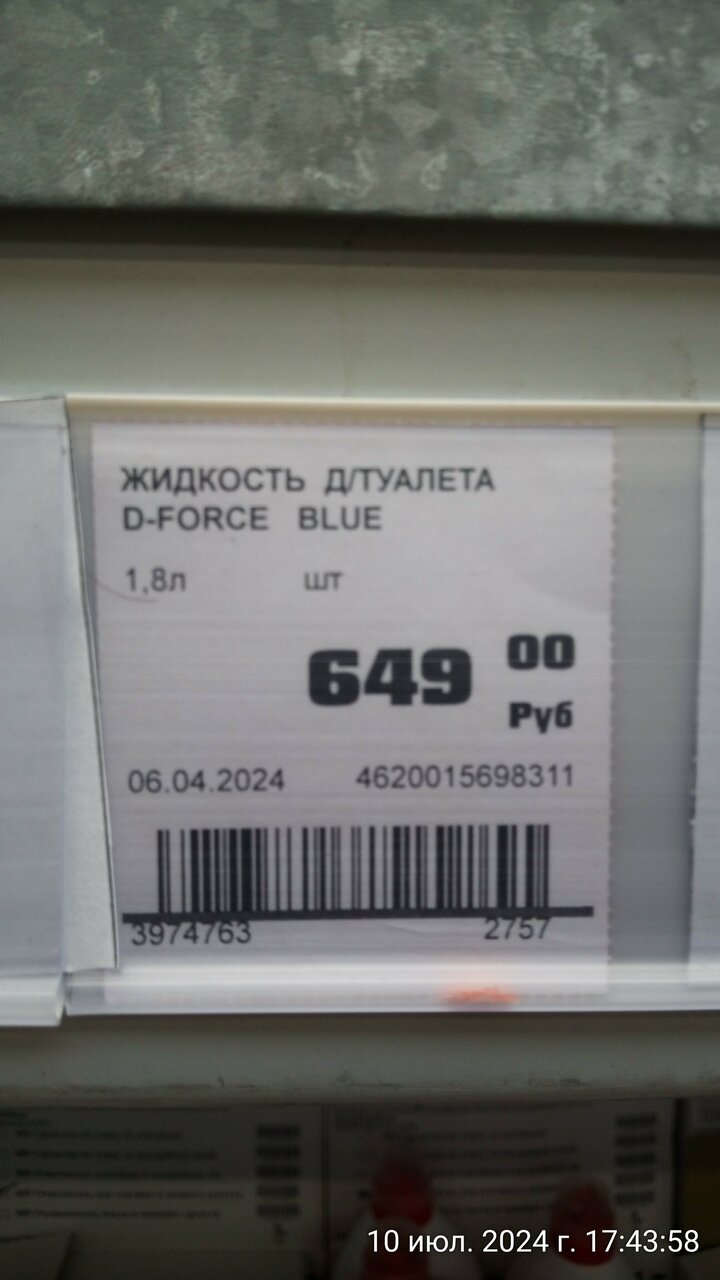 ЖИДКОСТЬ Д/ТУАЛЕТА
D-FORCE BLUE
1,8л шт
649 00
Руб
06.04.2024 4620015698311
3974763 2757
10 июл. 2024 г. 17:43:58